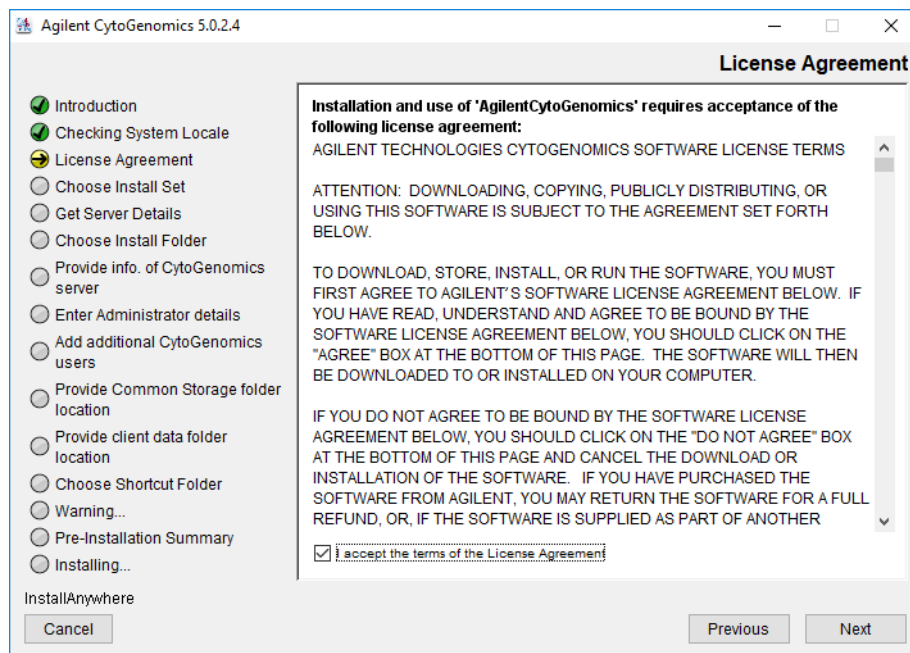 Agilent CytoGenomics 5.0.2.4
License Agreement
Introduction
Checking System Locale
License Agreement
Choose Install Set
Get Server Details
Choose Install Folder
Provide info. of CytoGenomics
server
Enter Administrator details
Add additional CytoGenomics
users
Provide Common Storage folder
location
Provide client data folder
location
Choose Shortcut Folder
Warning...
Pre-Installation Summary
Installing...
Installation and use of 'AgilentCytoGenomics' requires acceptance of the
following license agreement:
AGILENT TECHNOLOGIES CYTOGENOMICS SOFTWARE LICENSE TERMS
ATTENTION:  DOWNLOADING, COPYING, PUBLICLY DISTRIBUTING, OR
USING THIS SOFTWARE IS SUBJECT TO THE AGREEMENT SET FORTH
BELOW.
TO DOWNLOAD, STORE, INSTALL, OR RUN THE SOFTWARE, YOU MUST
FIRST AGREE TO AGILENT'S SOFTWARE LICENSE AGREEMENT BELOW.  IF
YOU HAVE READ, UNDERSTAND AND AGREE TO BE BOUND BY THE
SOFTWARE LICENSE AGREEMENT BELOW, YOU SHOULD CLICK ON THE
"AGREE" BOX AT THE BOTTOM OF THIS PAGE.  THE SOFTWARE WILL THEN
BE DOWNLOADED TO OR INSTALLED ON YOUR COMPUTER.
IF YOU DO NOT AGREE TO BE BOUND BY THE SOFTWARE LICENSE
AGREEMENT BELOW, YOU SHOULD CLICK ON THE "DO NOT AGREE" BOX
AT THE BOTTOM OF THIS PAGE AND CANCEL THE DOWNLOAD OR
INSTALLATION OF THE SOFTWARE.   IF YOU HAVE PURCHASED THE
SOFTWARE FROM AGILENT, YOU MAY RETURN THE SOFTWARE FOR A FULL
REFUND, OR, IF THE SOFTWARE IS SUPPLIED AS PART OF ANOTHER
I accept the terms of the License Agreement
InstallAnywhere
Cancel
Previous
Next